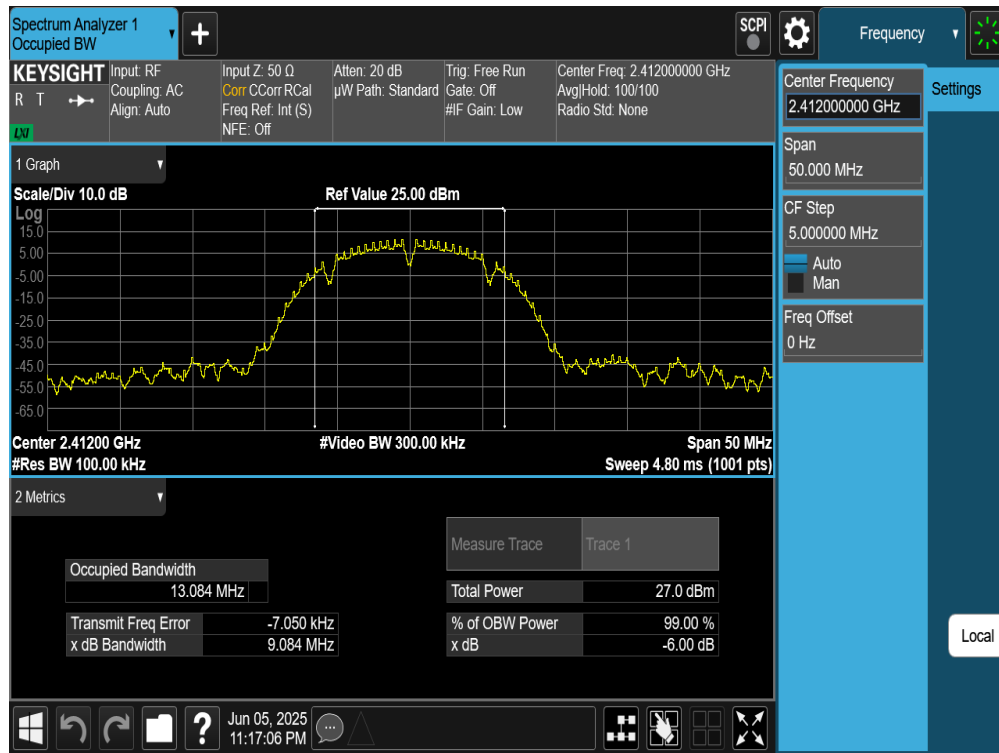 Spectrum Analyzer 1
Occupied BW
+
SCPI
Frequency
KEYSIGHT
R T
LXI
Input: RF
Coupling: AC
Align: Auto
Input Z: 50 Ω
Corr CCorr RCal
Freq Ref: Int (S)
NFE: Off
Atten: 20 dB
µW Path: Standard
Trig: Free Run
Gate: Off
#IF Gain: Low
Center Freq: 2.412000000 GHz
Avg|Hold: 100/100
Radio Std: None
Center Frequency
2.412000000 GHz
Settings
Span
50.000 MHz
CF Step
5.000000 MHz
Auto
Man
Freq Offset
0 Hz
Local
1 Graph
Scale/Div 10.0 dB
Ref Value 25.00 dBm
Log
15.0
5.00
-5.00
-15.0
-25.0
-35.0
-45.0
-55.0
-65.0
Center 2.41200 GHz
#Video BW 300.00 kHz
Span 50 MHz
#Res BW 100.00 kHz
Sweep 4.80 ms (1001 pts)
2 Metrics
Measure Trace
Trace 1
Occupied Bandwidth
13.084 MHz
Total Power
27.0 dBm
Transmit Freq Error
-7.050 kHz
% of OBW Power
99.00 %
x dB Bandwidth
9.084 MHz
x dB
-6.00 dB
?
Jun 05, 2025
11:17:06 PM